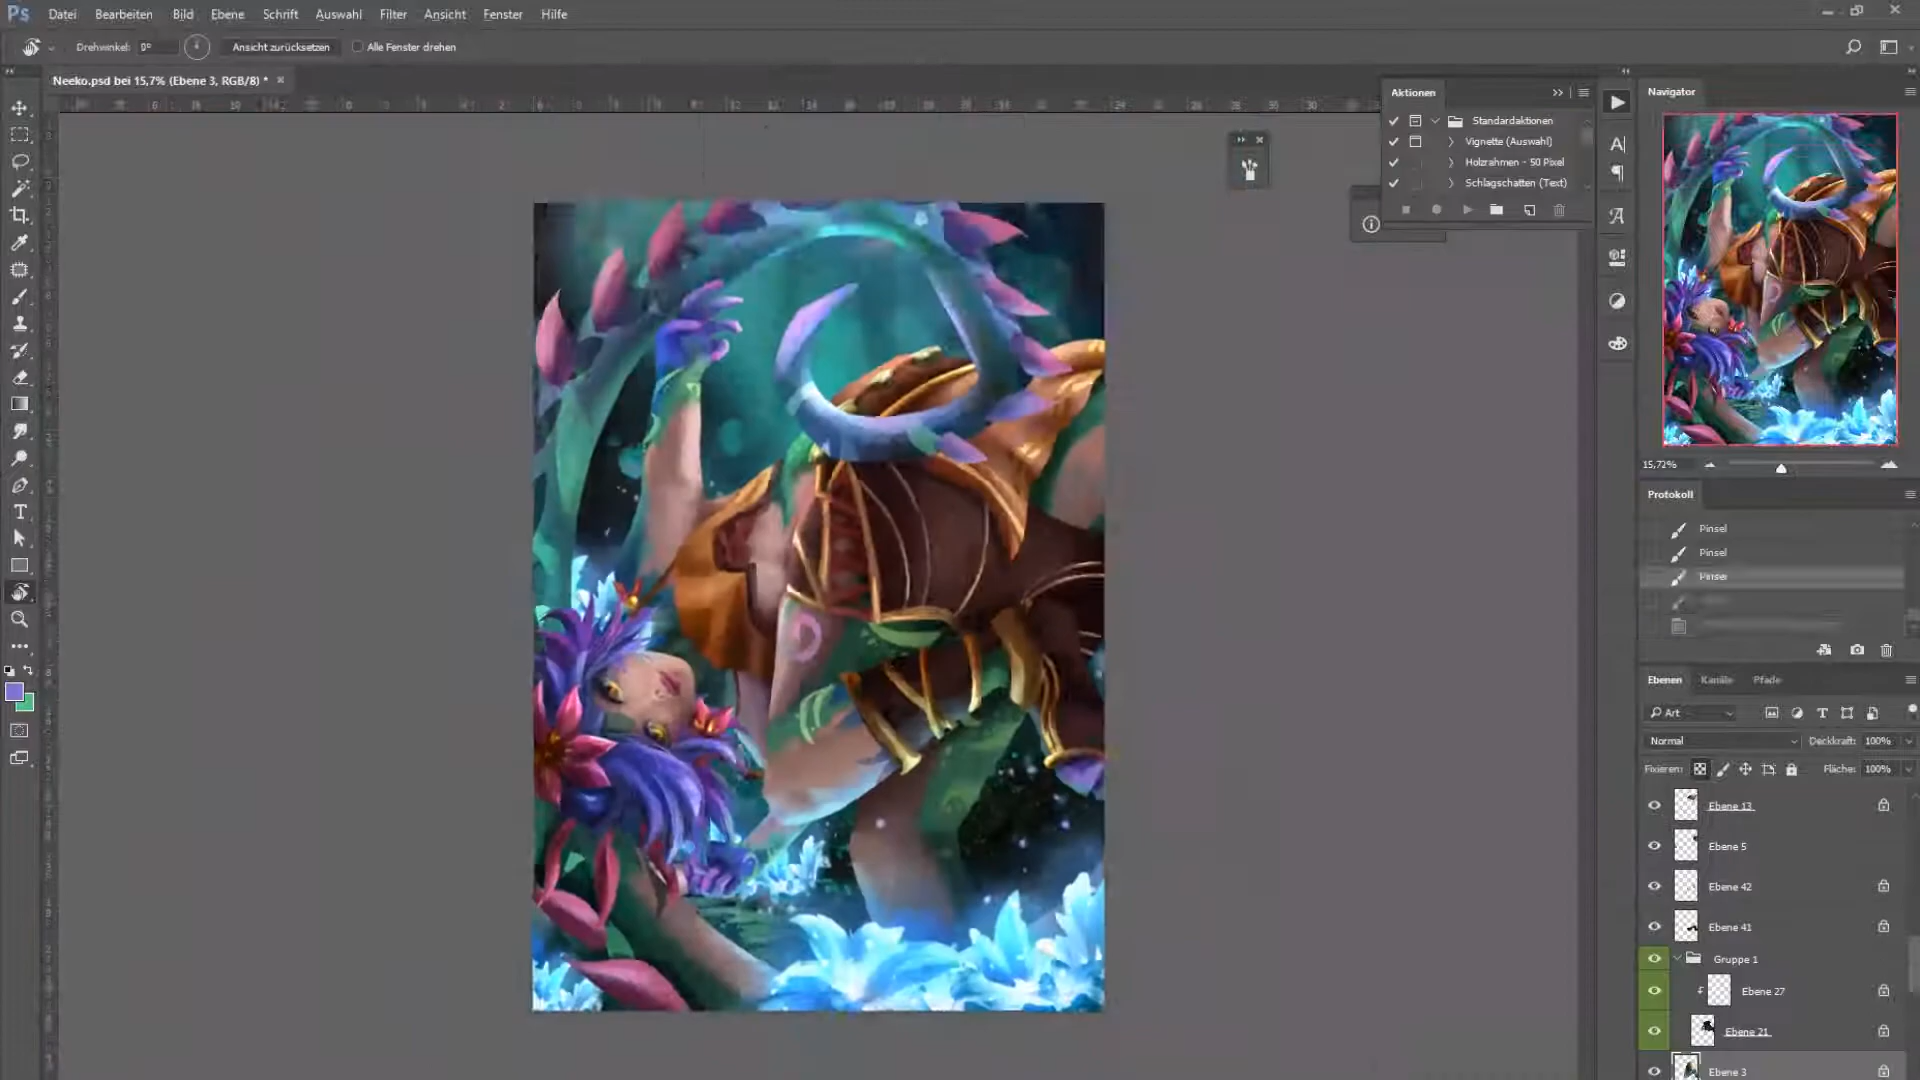 Ps Datei Bearbeiten Bild Ebene Schrift Auswahl Filter Ansicht Fenster Hilfe
Drehwinkel: 0° Ansicht zurücksetzen Alle Fenster drehen
Neeko.psd bei 15,7% (Ebene 3, RGB/8) *
Aktionen
Standardaktionen
Vignette (Auswahl)
Holzrahmen - 50 Pixel
Schlagschatten (Text)
Navigator
15,72%
Protokoll
Pinsel
Pinsel
Pinsel
Ebenen Kanäle Pfade
Art
Normal Deckkraft: 100%
Fixieren: Fläche: 100%
Ebene 13
Ebene 5
Ebene 42
Ebene 41
Gruppe 1
Ebene 27
Ebene 21
Ebene 3